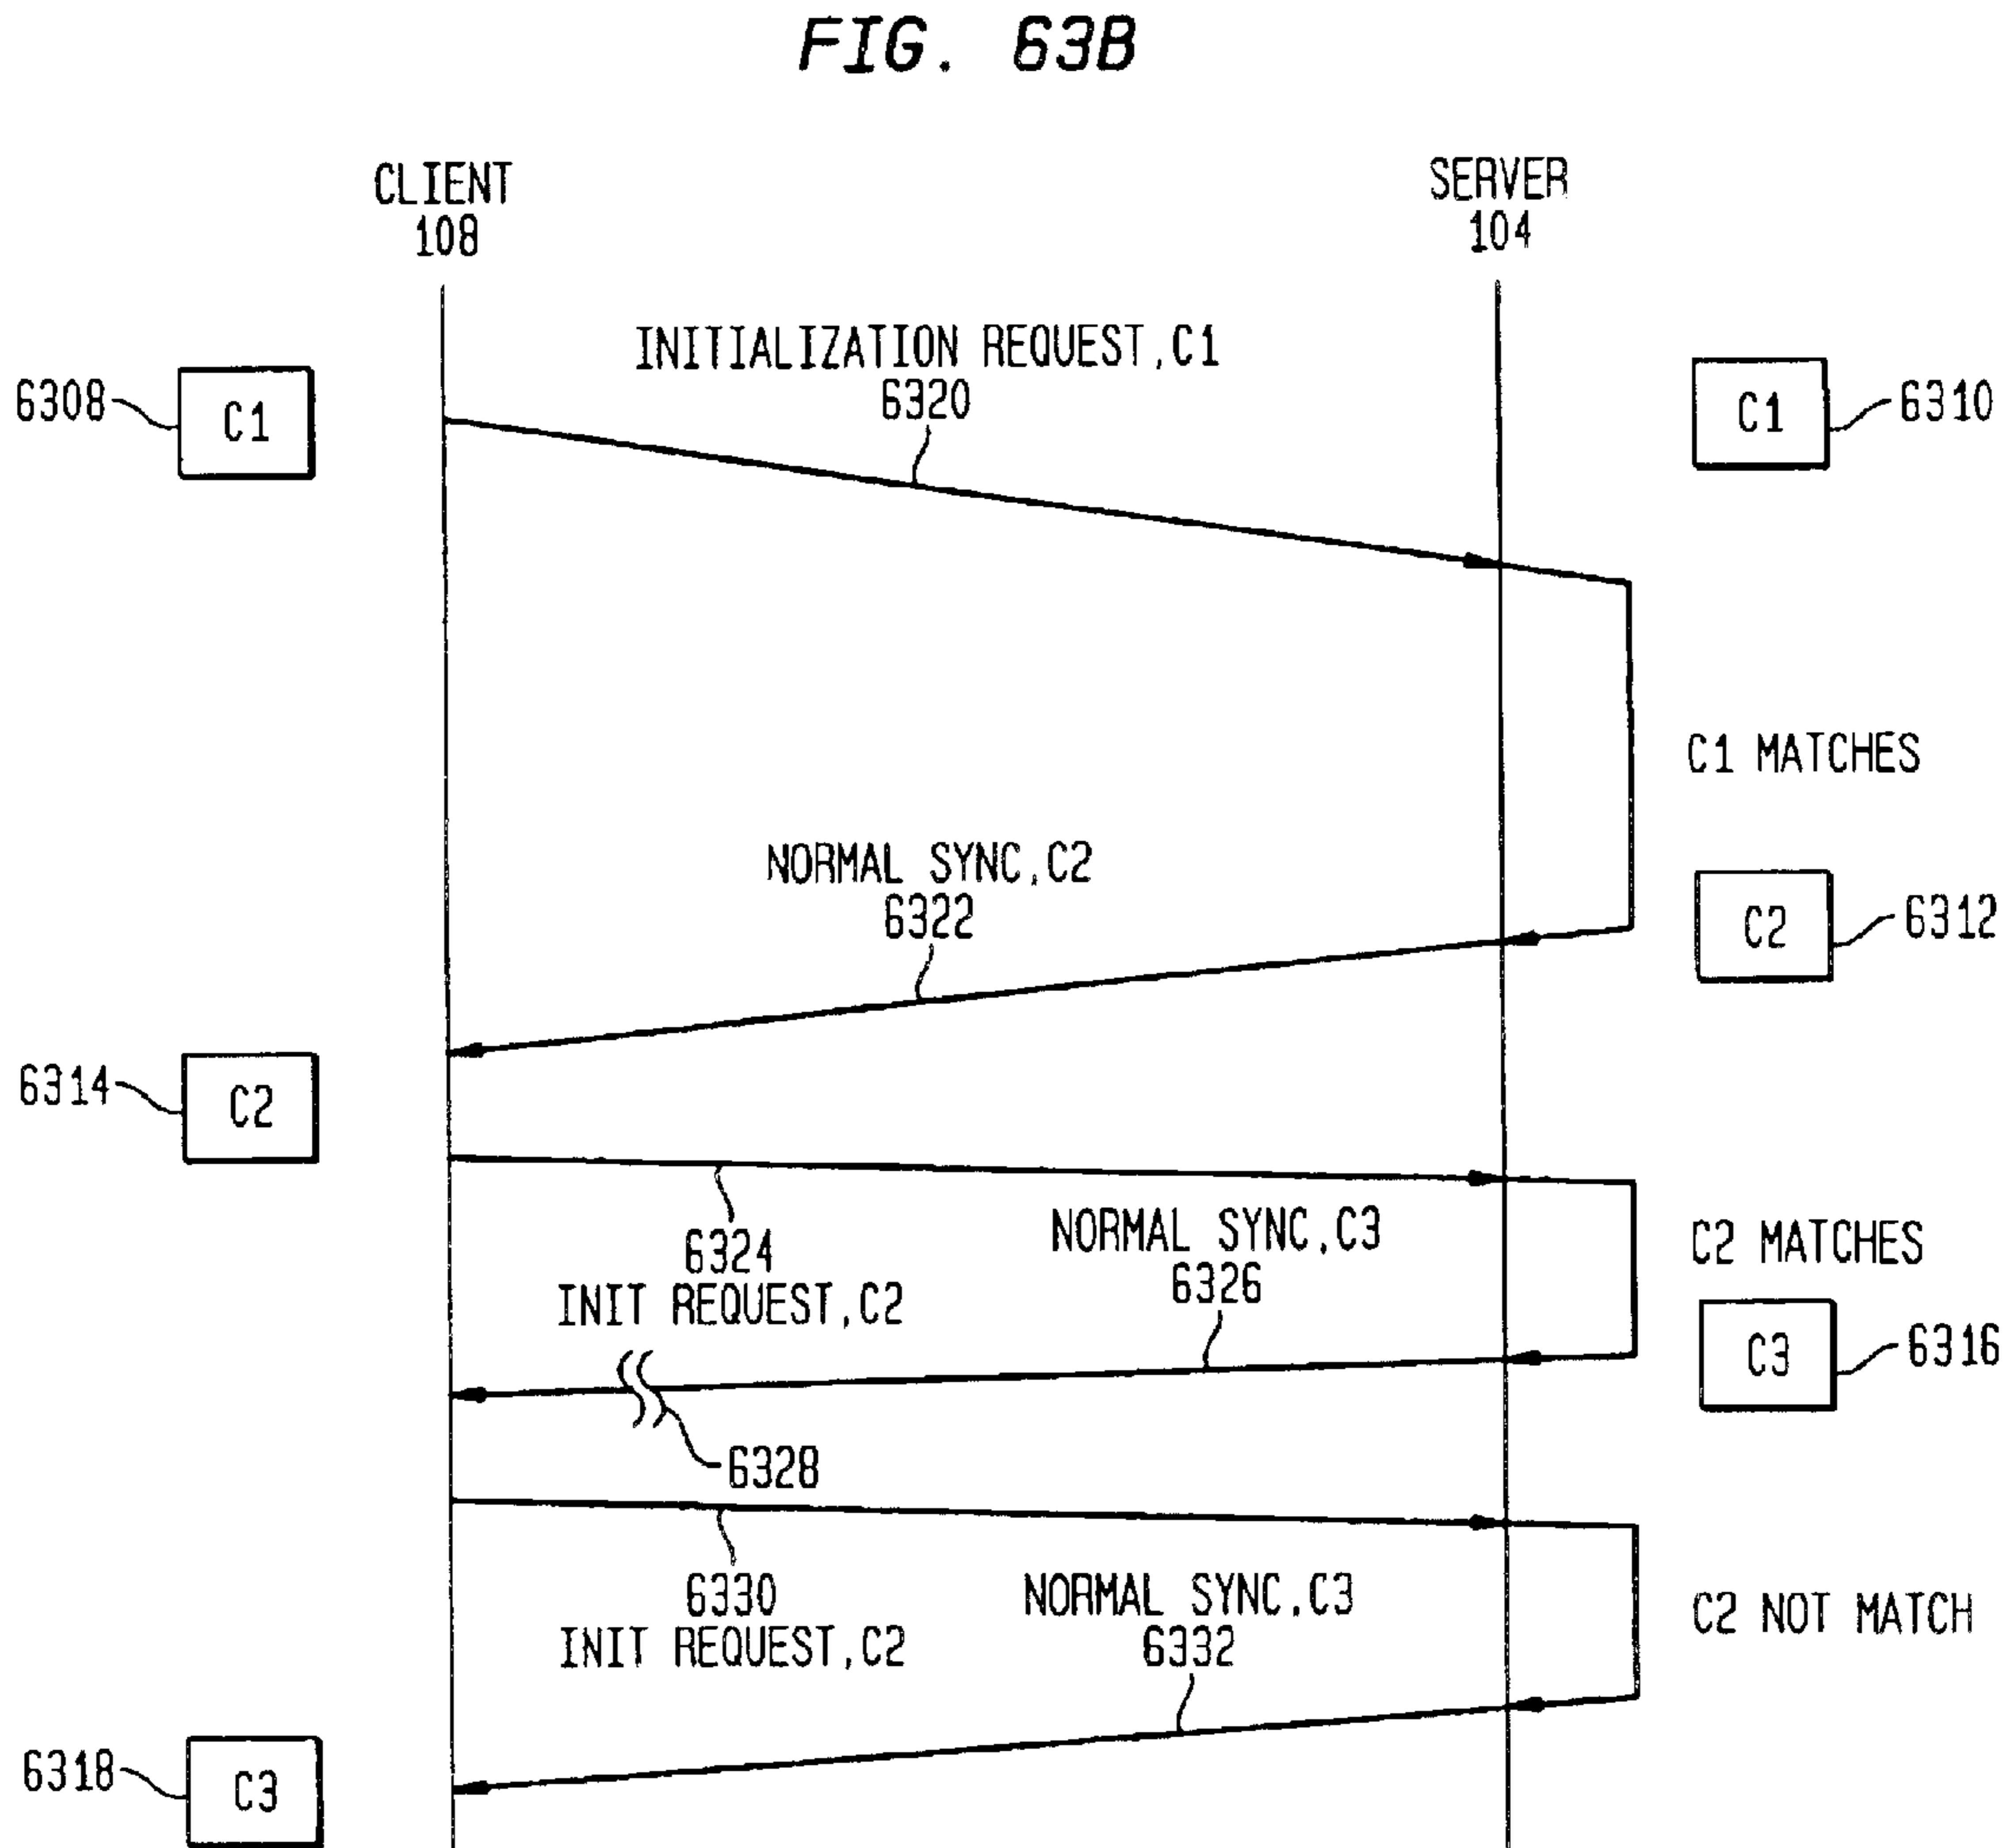 FIG. 63B
CLIENT
108
SERVER
104
INITIALIZATION REQUEST,C1
6320
6308
C1
C1
6310
C1 MATCHES
NORMAL SYNC,C2
6322
C2
6312
6314
C2
6324
INIT REQUEST,C2
NORMAL SYNC,C3
6326
C2 MATCHES
C3
6316
6328
6330
INIT REQUEST,C2
NORMAL SYNC,C3
6332
C2 NOT MATCH
6318
C3